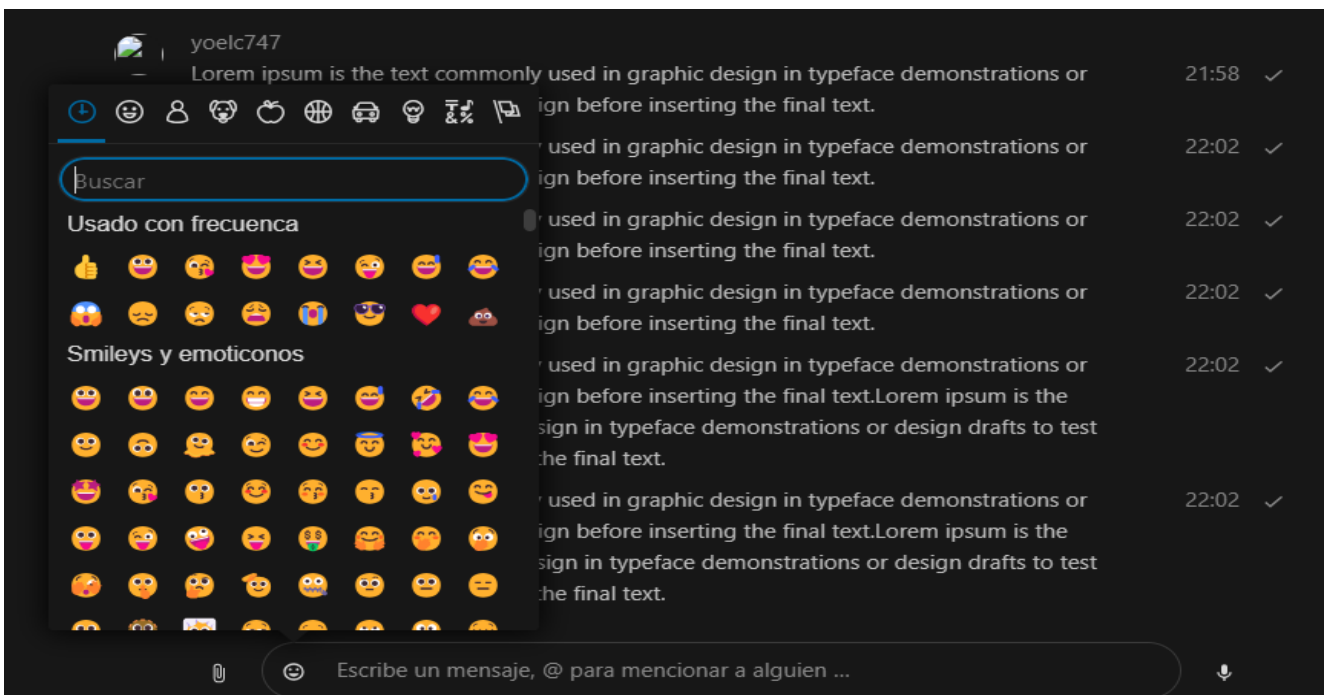 yoelc747
Lorem ipsum is the text commonly used in graphic design in typeface demonstrations or 21:58
ign before inserting the final text.
used in graphic design in typeface demonstrations or 22:02
Buscar
ign before inserting the final text.
Usado con frecuenca
used in graphic design in typeface demonstrations or 22:02
ign before inserting the final text.
used in graphic design in typeface demonstrations or 22:02
ign before inserting the final text.
Smileys y emoticonos
used in graphic design in typeface demonstrations or 22:02
ign before inserting the final text.Lorem ipsum is the
sign in typeface demonstrations or design drafts to test
the final text.
used in graphic design in typeface demonstrations or 22:02
ign before inserting the final text.Lorem ipsum is the
sign in typeface demonstrations or design drafts to test
the final text.
Escribe un mensaje, @ para mencionar a alguien ...